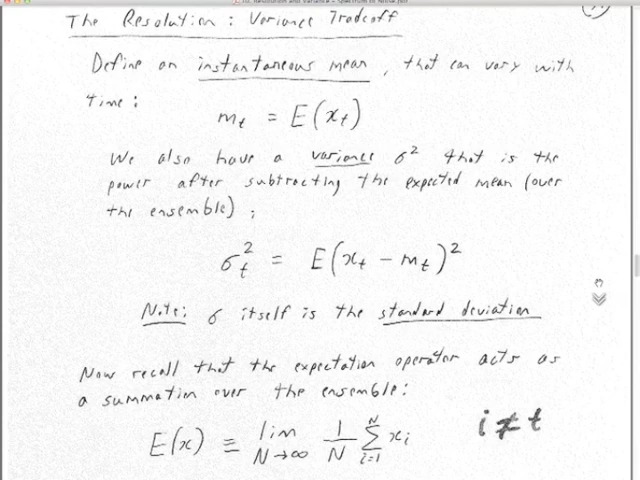 The Resolution : Variance Tradeoff
Define an instantaneous mean, that can vary with
time:
m_t = E(x_t)
We also have a variance σ² that is the
power after subtracting the expected mean (over
the ensemble):
σ_t² = E(x_t - m_t)²
Note: σ itself is the standard deviation
Now recall that the expectation operator acts as
a summation over the ensemble:
E(x) ≡ lim N→∞ 1/N Σ_{i=1}^{N} x_i i ≠ t